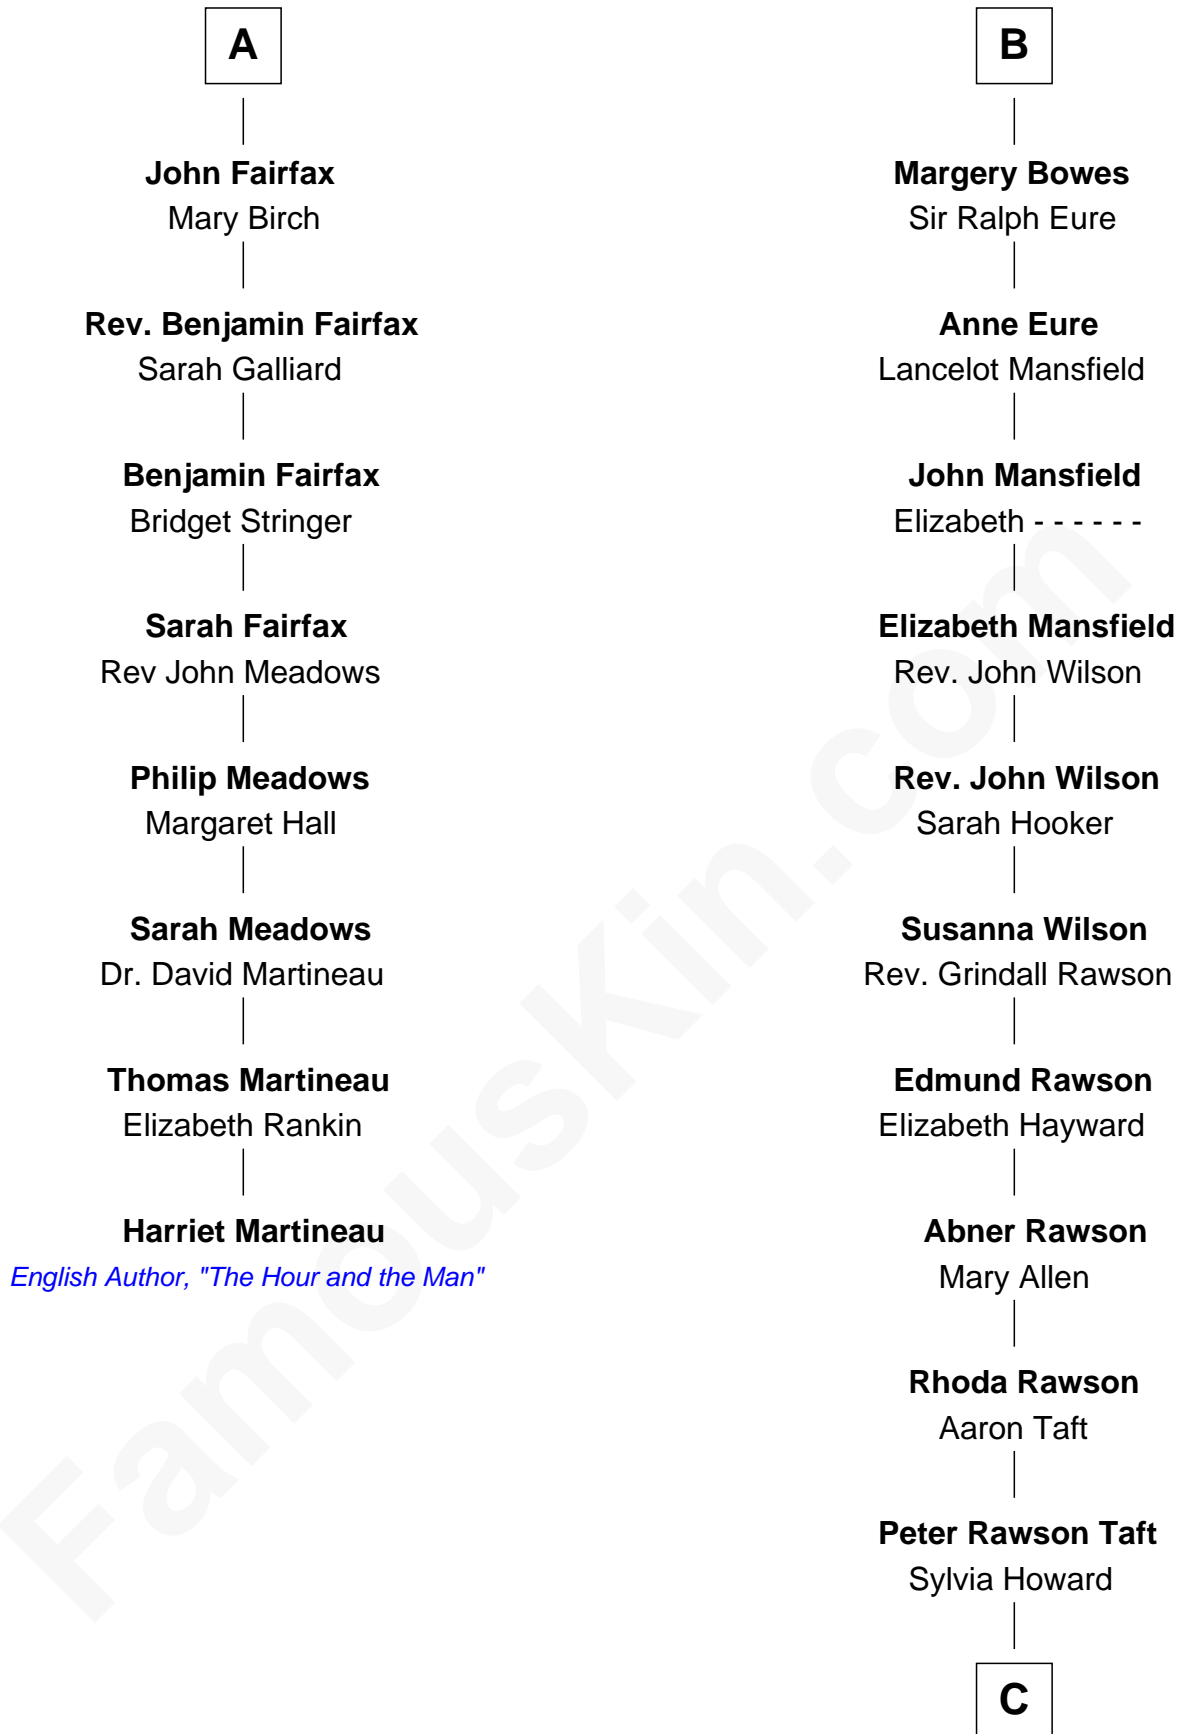 A
John Fairfax
Mary Birch
Rev. Benjamin Fairfax
Sarah Galliard
Benjamin Fairfax
Bridget Stringer
Sarah Fairfax
Rev John Meadows
Philip Meadows
Margaret Hall
Sarah Meadows
Dr. David Martineau
Thomas Martineau
Elizabeth Rankin
Harriet Martineau
English Author, "The Hour and the Man"
B
Margery Bowes
Sir Ralph Eure
Anne Eure
Lancelot Mansfield
John Mansfield
Elizabeth - - - - - -
Elizabeth Mansfield
Rev. John Wilson
Rev. John Wilson
Sarah Hooker
Susanna Wilson
Rev. Grindall Rawson
Edmund Rawson
Elizabeth Hayward
Abner Rawson
Mary Allen
Rhoda Rawson
Aaron Taft
Peter Rawson Taft
Sylvia Howard
C
FamousKin.com